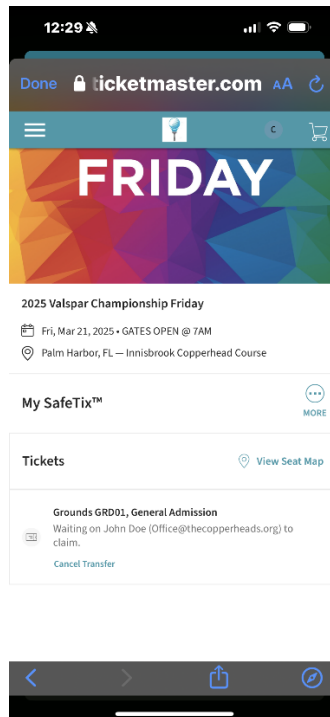 12:29
Done ticketmaster.com AA
C
FRIDAY
2025 Valspar Championship Friday
Fri, Mar 21, 2025 • GATES OPEN @ 7AM
Palm Harbor, FL — Innisbrook Copperhead Course
My SafeTix™
MORE
Tickets
View Seat Map
Grounds GRD01, General Admission
Waiting on John Doe (Office@thecopperheads.org) to
claim.
Cancel Transfer